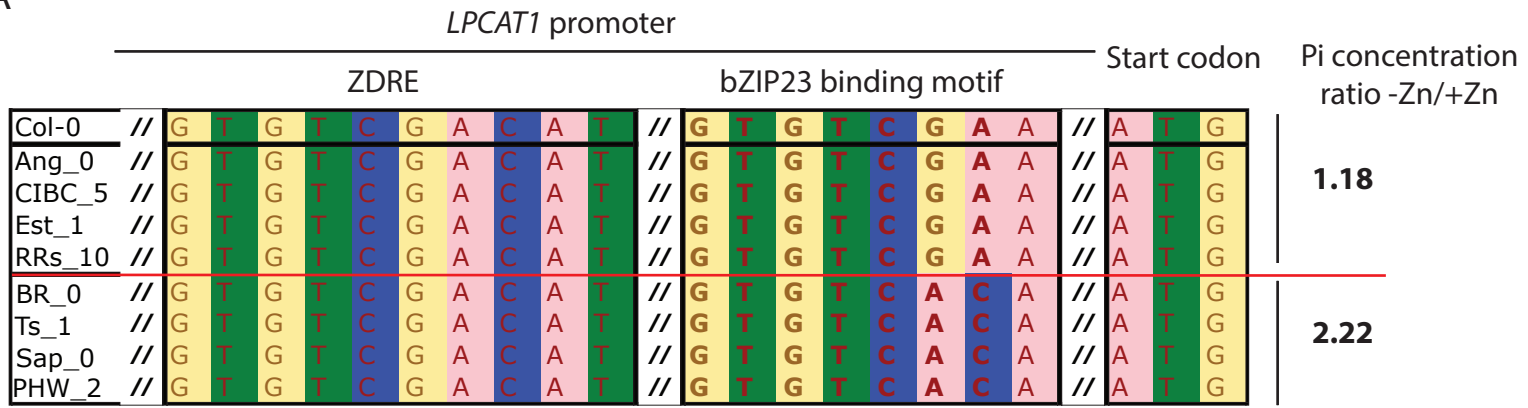 LPCAT1 promoter
Start codon
Pi concentration
ratio -Zn/+Zn
ZDRE
bZIP23 binding motif
Col-0 // G T G T C G A C A T // G T G T C G A A // A T G
Ang_0 // G T G T C G A C A T // G T G T C G A A // A T G
CIBC_5 // G T G T C G A C A T // G T G T C G A A // A T G
Est_1 // G T G T C G A C A T // G T G T C G A A // A T G
RRs_10 // G T G T C G A C A T // G T G T C G A A // A T G
1.18
BR_0 // G T G T C G A C A T // G T G T C A C A // A T G
Ts_1 // G T G T C G A C A T // G T G T C A C A // A T G
Sap_0 // G T G T C G A C A T // G T G T C A C A // A T G
PHW_2 // G T G T C G A C A T // G T G T C A C A // A T G
2.22